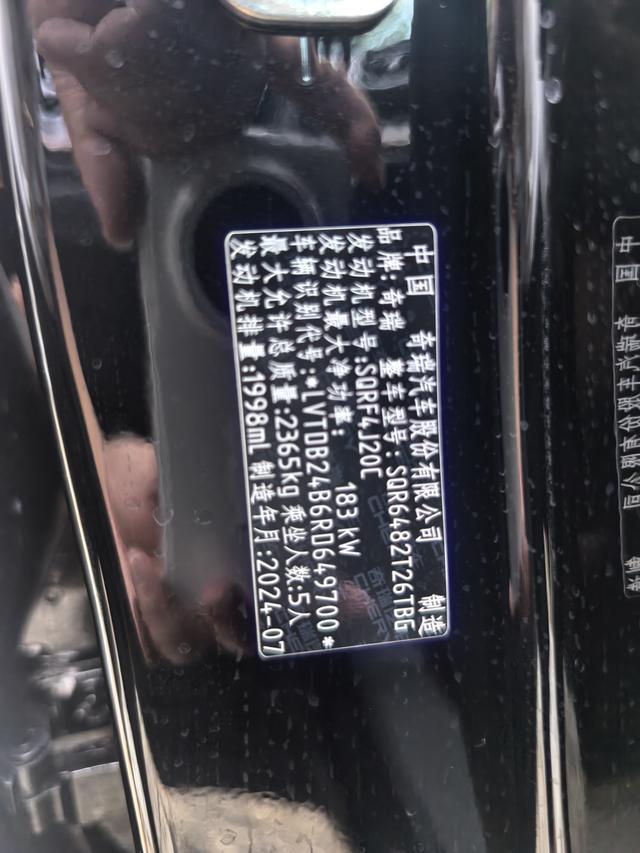 中国 奇瑞汽车股份有限公司 制造
品牌:奇瑞 整车型号:SQR6482T26TBG
发动机型号:SQRF4J20C
发动机最大净功率: 183 kW
车辆识别代号:*LVTDB24B6RD649700*
最大允许总质量:2365kg 乘坐人数:5人
发动机排量:1998mL 制造年月:2024-07